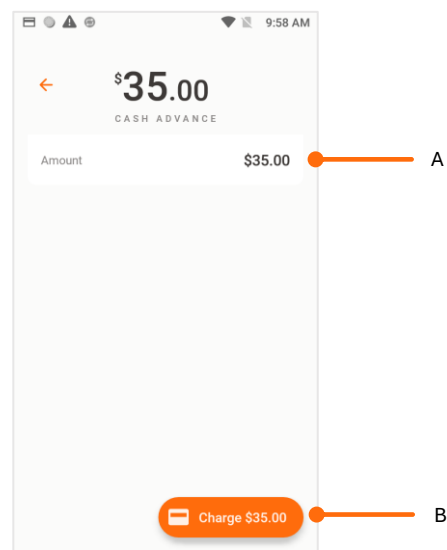 9:58 AM
$35.00
CASH ADVANCE
Amount $35.00 A
Charge $35.00 B